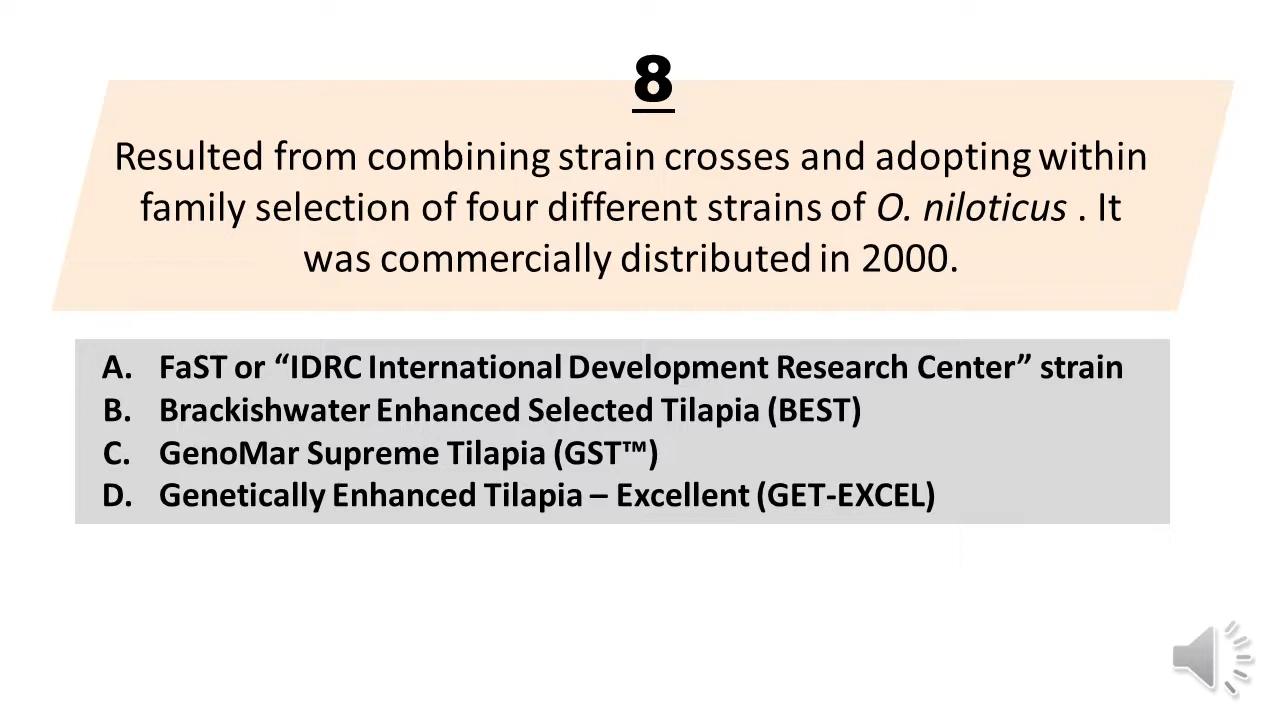 8
Resulted from combining strain crosses and adopting within
family selection of four different strains of O. niloticus . It
was commercially distributed in 2000.
A. FaST or “IDRC International Development Research Center” strain
B. Brackishwater Enhanced Selected Tilapia (BEST)
C. GenoMar Supreme Tilapia (GST™)
D. Genetically Enhanced Tilapia – Excellent (GET-EXCEL)